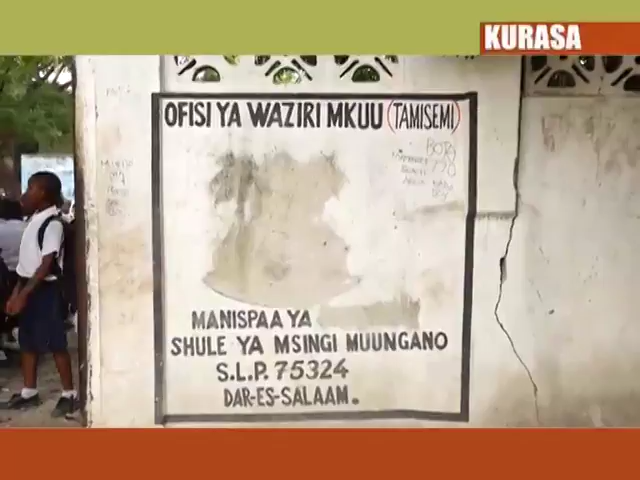 KURASA
OFISI YA WAZIRI MKUU (TAMISEMI)
MANISPAA YA
SHULE YA MSINGI MUUNGANO
S.L.P. 75324
DAR-ES-SALAAM.